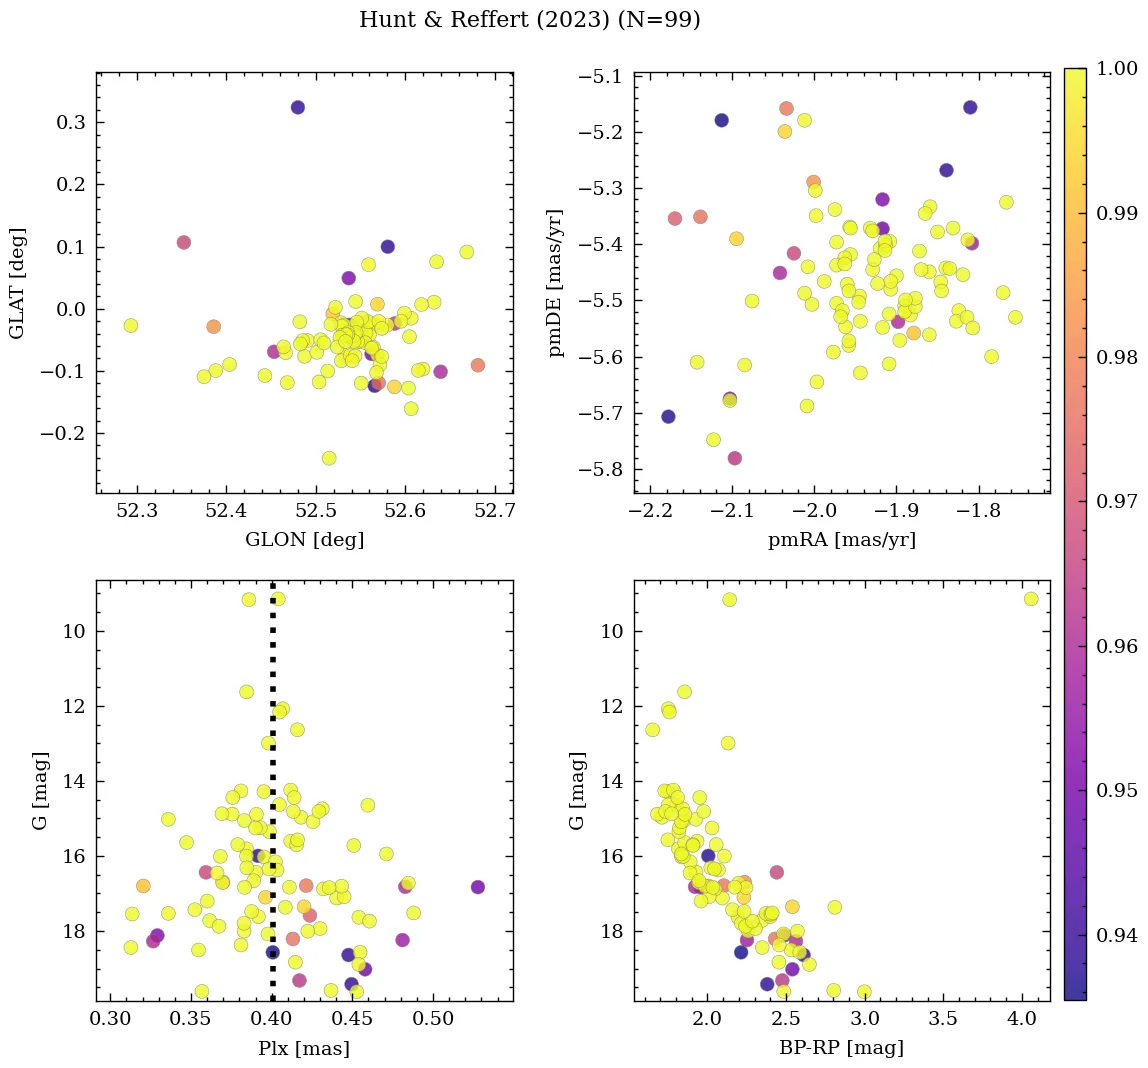 Hunt & Reffert (2023) (N=99)
0.3
0.2
0.1
0.0
−0.1
−0.2
GLAT [deg]
52.3 52.4 52.5 52.6 52.7
GLON [deg]
−5.1
−5.2
−5.3
−5.4
−5.5
−5.6
−5.7
−5.8
pmDE [mas/yr]
−2.2 −2.1 −2.0 −1.9 −1.8
pmRA [mas/yr]
10
12
14
16
18
G [mag]
0.30 0.35 0.40 0.45 0.50
Plx [mas]
10
12
14
16
18
G [mag]
2.0 2.5 3.0 3.5 4.0
BP-RP [mag]
1.00
0.99
0.98
0.97
0.96
0.95
0.94